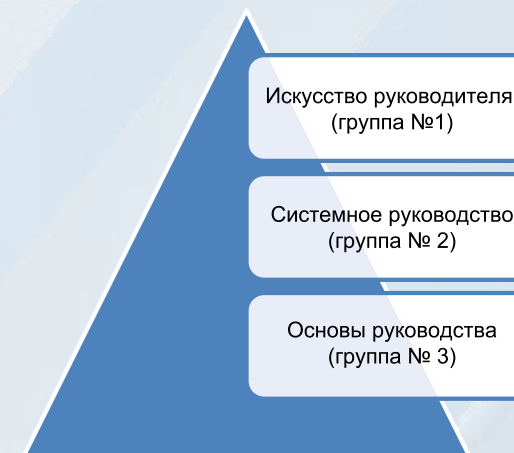 Искусство руководителя
(группа №1)
Системное руководство
(группа № 2)
Основы руководства
(группа № 3)